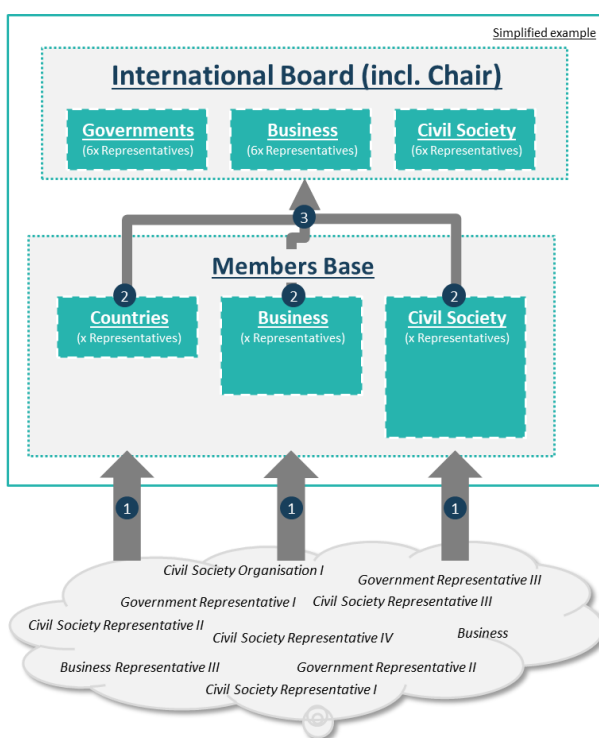 Simplified example
International Board (incl. Chair)
Governments
(6x Representatives)
Business
(6x Representatives)
Civil Society
(6x Representatives)
3
Members Base
2
2
2
Countries
(x Representatives)
Business
(x Representatives)
Civil Society
(x Representatives)
1
1
1
Civil Society Organisation I
Government Representative III
Government Representative I
Civil Society Representative III
Civil Society Representative II
Civil Society Representative IV
Business
Business Representative III
Government Representative II
Civil Society Representative I